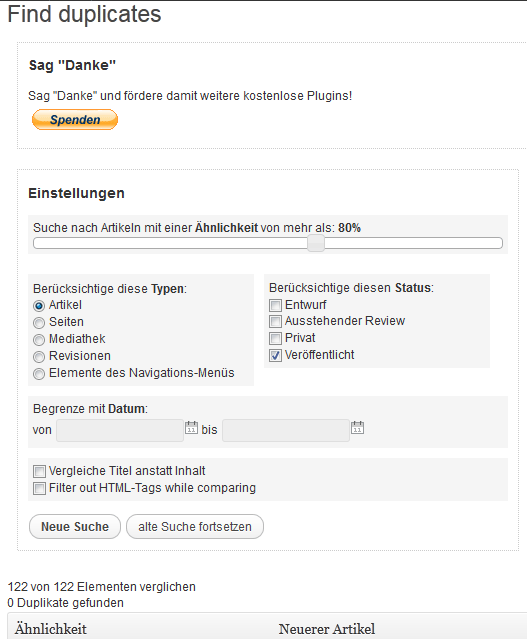 Find duplicates
Sag "Danke"
Sag "Danke" und fördere damit weitere kostenlose Plugins!
Spenden
Einstellungen
Suche nach Artikeln mit einer Ähnlichkeit von mehr als: 80%
Berücksichtige diese Typen:
Artikel
Seiten
Mediathek
Revisionen
Elemente des Navigations-Menüs
Berücksichtige diesen Status:
Entwurf
Ausstehender Review
Privat
Veröffentlicht
Begrenze mit Datum:
von bis
Vergleiche Titel anstatt Inhalt
Filter out HTML-Tags while comparing
Neue Suche alte Suche fortsetzen
122 von 122 Elementen verglichen
0 Duplikate gefunden
Ähnlichkeit Neuerer Artikel